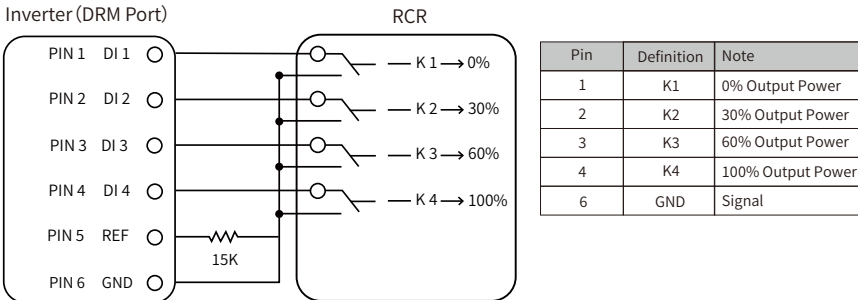 Inverter (DRM Port)
RCR
PIN 1 DI 1
K 1 → 0%
PIN 2 DI 2
K 2 → 30%
PIN 3 DI 3
K 3 → 60%
PIN 4 DI 4
K 4 → 100%
PIN 5 REF
15K
PIN 6 GND
Pin Definition Note
1 K1 0% Output Power
2 K2 30% Output Power
3 K3 60% Output Power
4 K4 100% Output Power
6 GND Signal